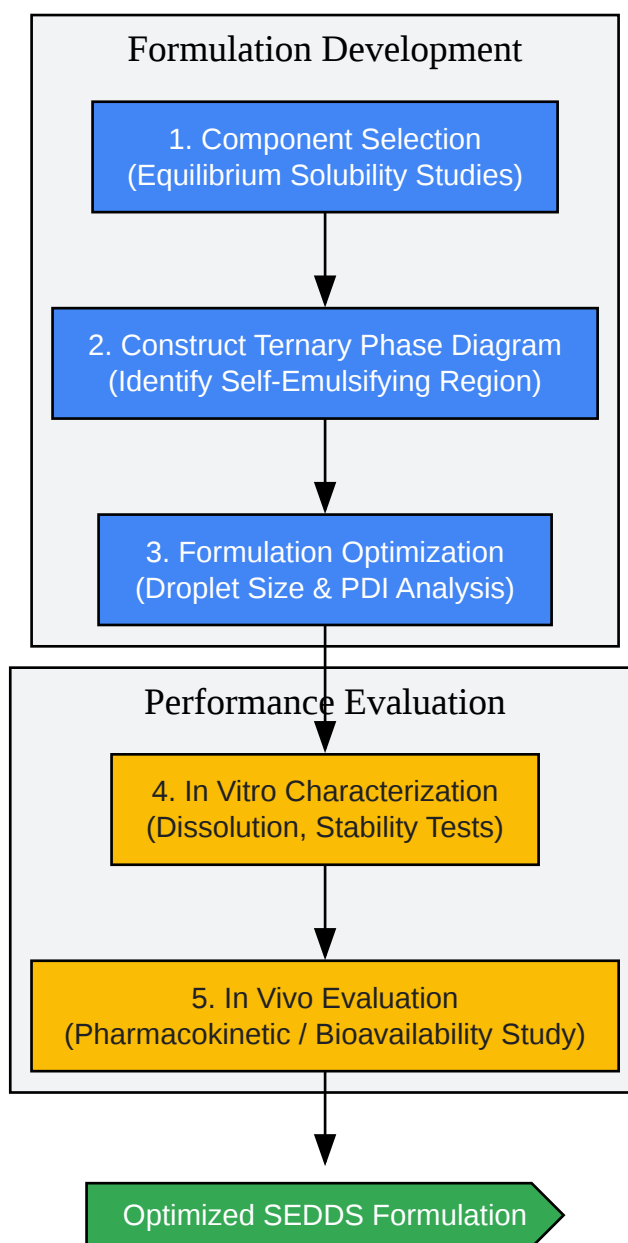 Formulation Development
1. Component Selection
(Equilibrium Solubility Studies)
2. Construct Ternary Phase Diagram
(Identify Self-Emulsifying Region)
3. Formulation Optimization
(Droplet Size & PDI Analysis)
Performance Evaluation
4. In Vitro Characterization
(Dissolution, Stability Tests)
5. In Vivo Evaluation
(Pharmacokinetic / Bioavailability Study)
Optimized SEDDS Formulation